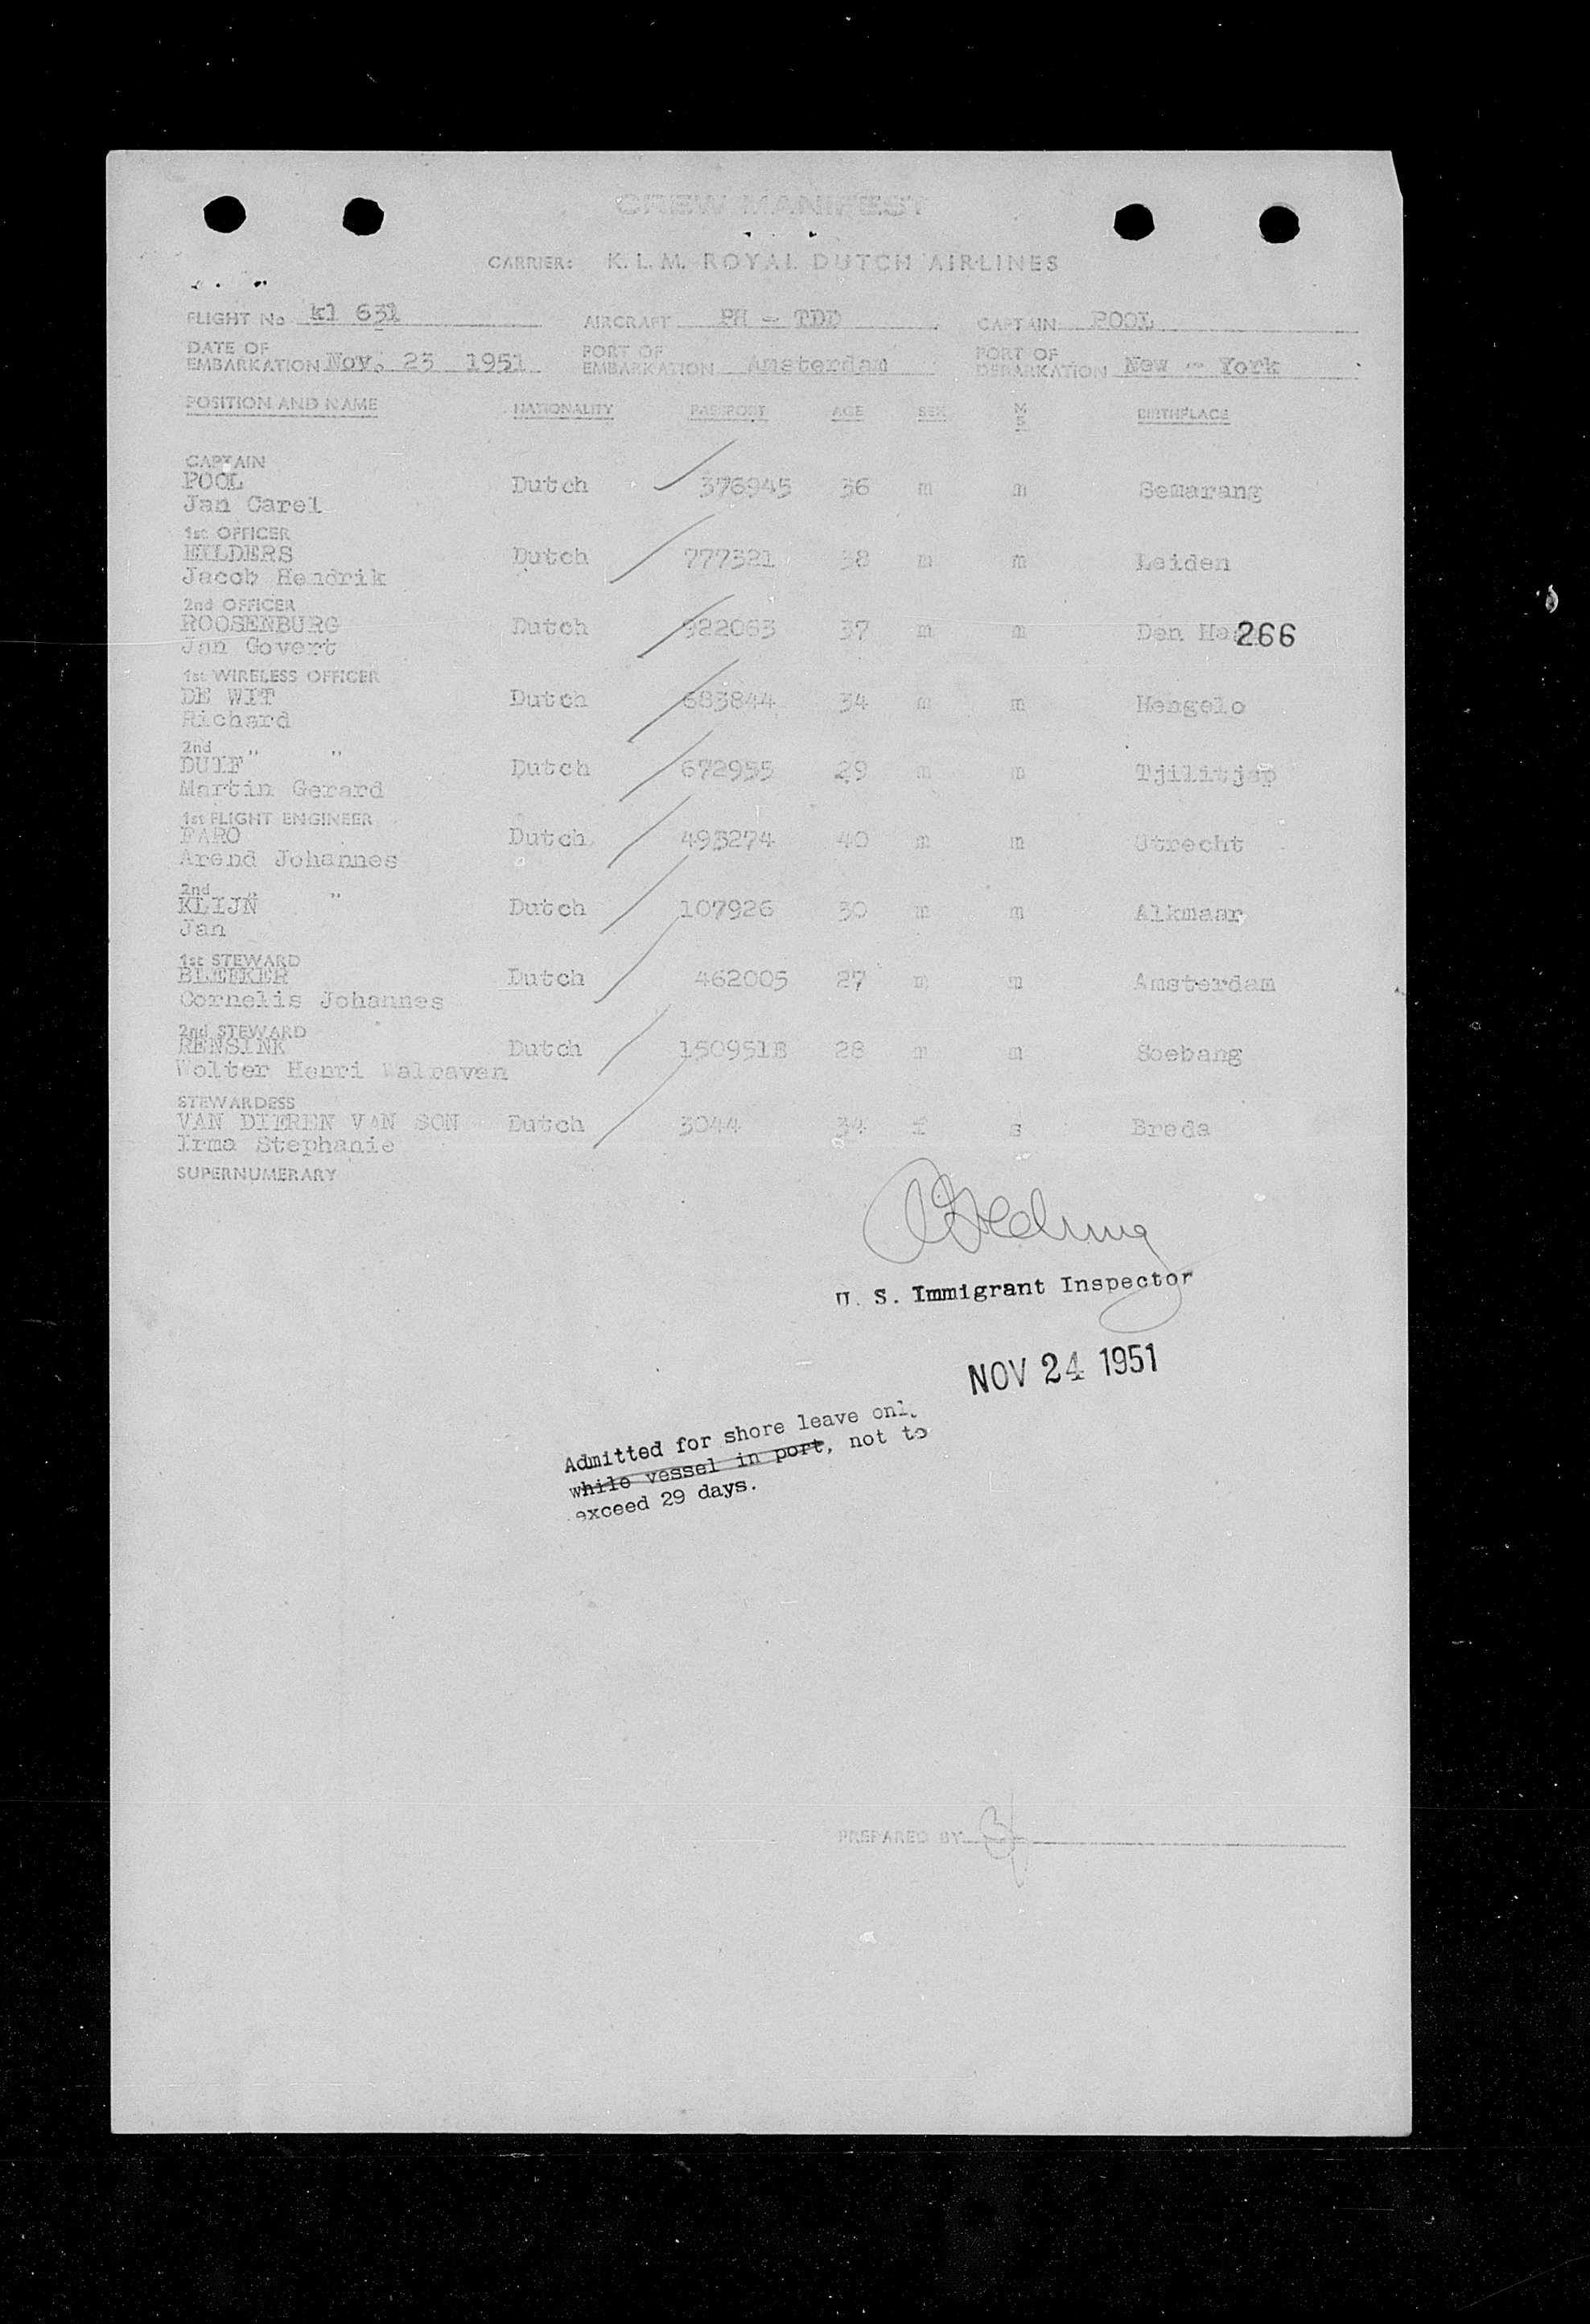 CREW MANIFEST
CARRIER: K. L. M. ROYAL DUTCH AIRLINES
FLIGHT No kl 631 AIRCRAFT PH - TDD CAPTAIN POOL
DATE OF EMBARKATION Nov. 23 1951 PORT OF EMBARKATION Amsterdam PORT OF DEBARKATION New - York
POSITION AND NAME NATIONALITY PASSPORT AGE SEX M S BIRTHPLACE
CAPTAIN
POOL Dutch 376945 36 m m Semarang
Jan Carel
1st OFFICER
EILDERS Dutch 777321 38 m m Leiden
Jacob Hendrik
2nd OFFICER
ROOSENBURG Dutch 922063 37 m m Den 266
Jan Govert
1st WIRELESS OFFICER
DE WIT Dutch 683844 34 m m Hengelo
Richard
2nd " "
DUIF Dutch 672955 29 m m Tjilitjap
Martin Gerard
1st FLIGHT ENGINEER
FARO Dutch 493274 40 m m Utrecht
Arend Johannes
2nd " "
KLIJN Dutch 107926 30 m m Alkmaar
Jan
1st STEWARD
BLEEKER Dutch 462005 27 m m Amsterdam
Cornelis Johannes
2nd STEWARD
RENSINK Dutch 150951B 28 m m Soebang
Wolter Henri Walraven
STEWARDESS
VAN DIEREN VAN SON Dutch 3044 34 f s Breda
Irma Stephanie
SUPERNUMERARY
U. S. Immigrant Inspector
NOV 24 1951
Admitted for shore leave only
while vessel in port, not to
exceed 29 days.
PREPARED BY